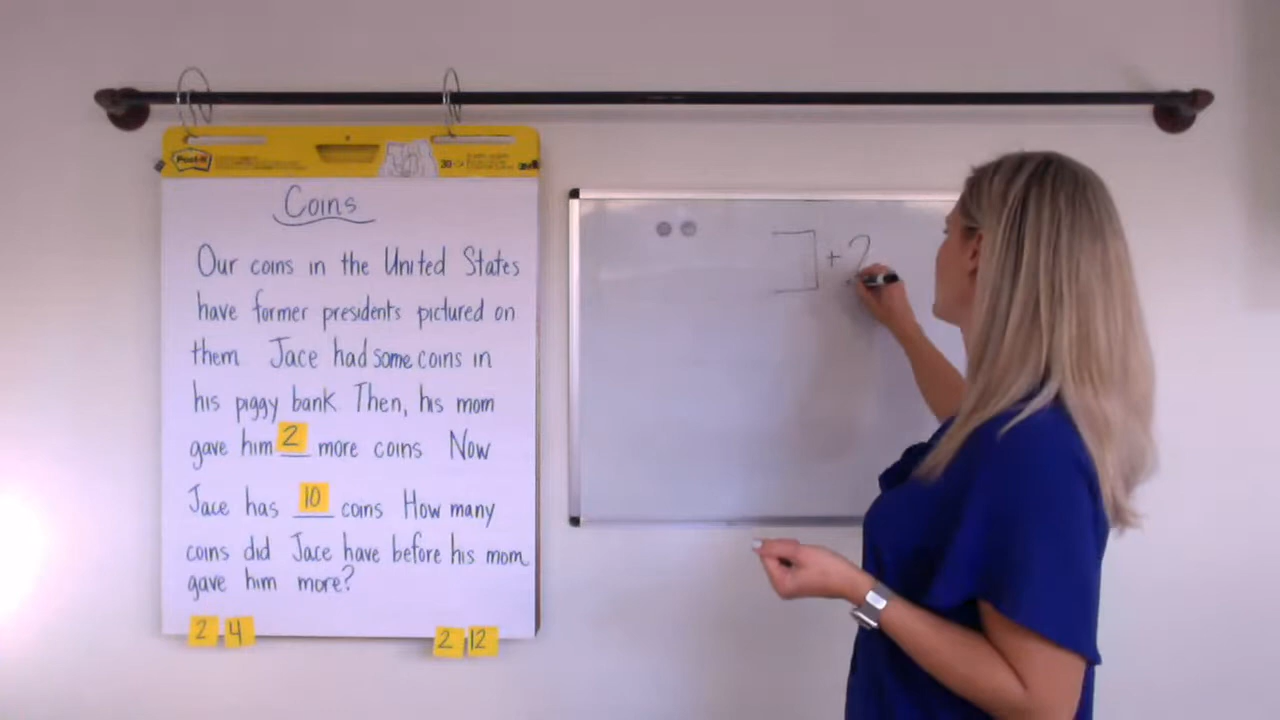 Post-it
30
Coins
Our coins in the United States
have former presidents pictured on
them Jace had some coins in
his piggy bank. Then, his mom
gave him 2 more coins Now
Jace has 10 coins How many
coins did Jace have before his mom
gave him more?
2 4
2 12
+ 2